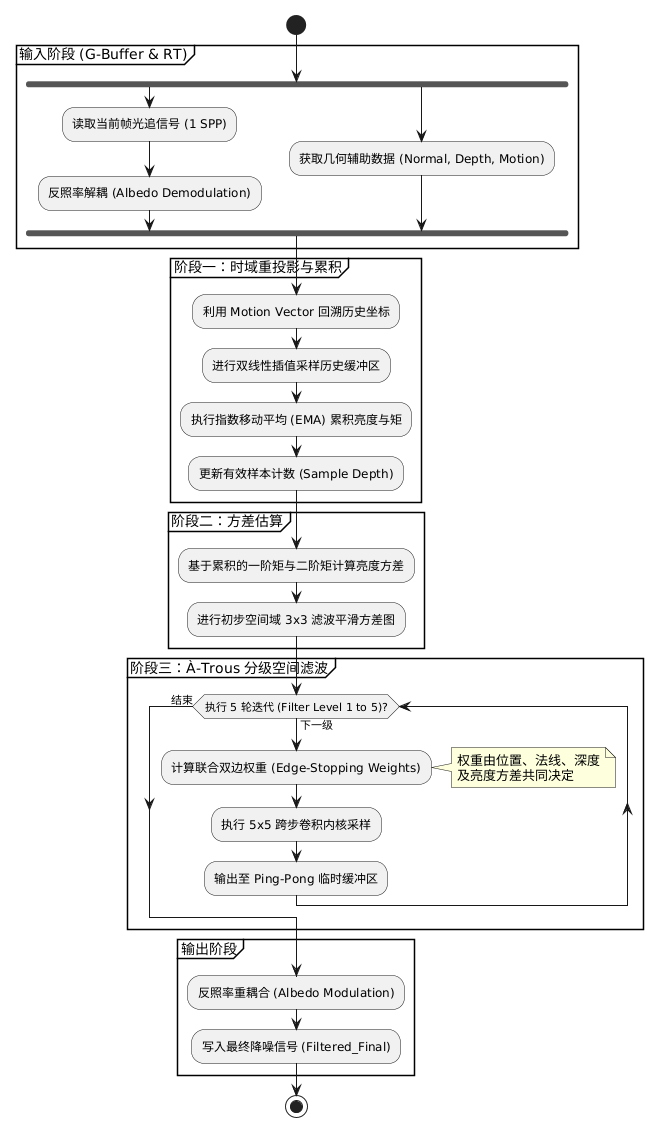 输入阶段 (G-Buffer & RT)
读取当前帧光追信号 (1 SPP)
反照率解耦 (Albedo Demodulation)
获取几何辅助数据 (Normal, Depth, Motion)
阶段一：时域重投影与累积
利用 Motion Vector 回溯历史坐标
进行双线性插值采样历史缓冲区
执行指数移动平均 (EMA) 累积亮度与矩
更新有效样本计数 (Sample Depth)
阶段二：方差估算
基于累积的一阶矩与二阶矩计算亮度方差
进行初步空间域 3x3 滤波平滑方差图
阶段三：À-Trous 分级空间滤波
结束
执行 5 轮迭代 (Filter Level 1 to 5)?
下一级
计算联合双边权重 (Edge-Stopping Weights)
权重由位置、法线、深度
及亮度方差共同决定
执行 5x5 跨步卷积内核采样
输出至 Ping-Pong 临时缓冲区
输出阶段
反照率重耦合 (Albedo Modulation)
写入最终降噪信号 (Filtered_Final)